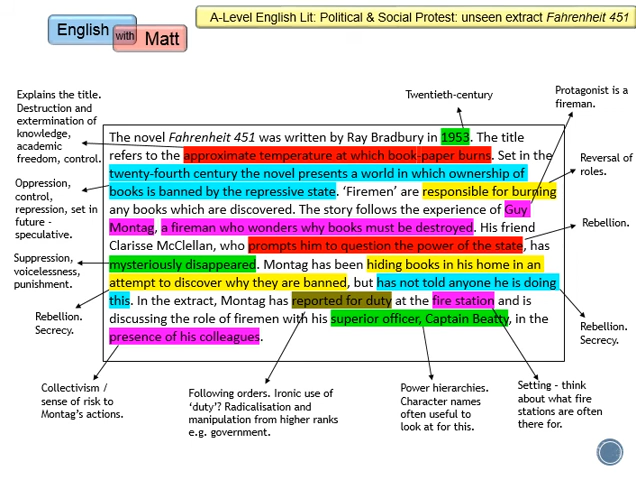 English with Matt
A-Level English Lit: Political & Social Protest: unseen extract Fahrenheit 451
Explains the title.
Destruction and
extermination of
knowledge,
academic
freedom, control.
Twentieth-century
Protagonist is a
fireman.
The novel Fahrenheit 451 was written by Ray Bradbury in 1953. The title
refers to the approximate temperature at which book-paper burns. Set in the
twenty-fourth century the novel presents a world in which ownership of
books is banned by the repressive state. ‘Firemen’ are responsible for burning
any books which are discovered. The story follows the experience of Guy
Montag, a fireman who wonders why books must be destroyed. His friend
Clarisse McClellan, who prompts him to question the power of the state, has
mysteriously disappeared. Montag has been hiding books in his home in an
attempt to discover why they are banned, but has not told anyone he is doing
this. In the extract, Montag has reported for duty at the fire station and is
discussing the role of firemen with his superior officer, Captain Beatty, in the
presence of his colleagues.
Oppression,
control,
repression, set in
future -
speculative.
Suppression,
voicelessness,
punishment.
Rebellion.
Secrecy.
Reversal of
roles.
Rebellion.
Rebellion.
Secrecy.
Collectivism /
sense of risk to
Montag’s actions.
Following orders. Ironic use of
‘duty’? Radicalisation and
manipulation from higher ranks
e.g. government.
Power hierarchies.
Character names
often useful to
look at for this.
Setting - think
about what fire
stations are often
there for.